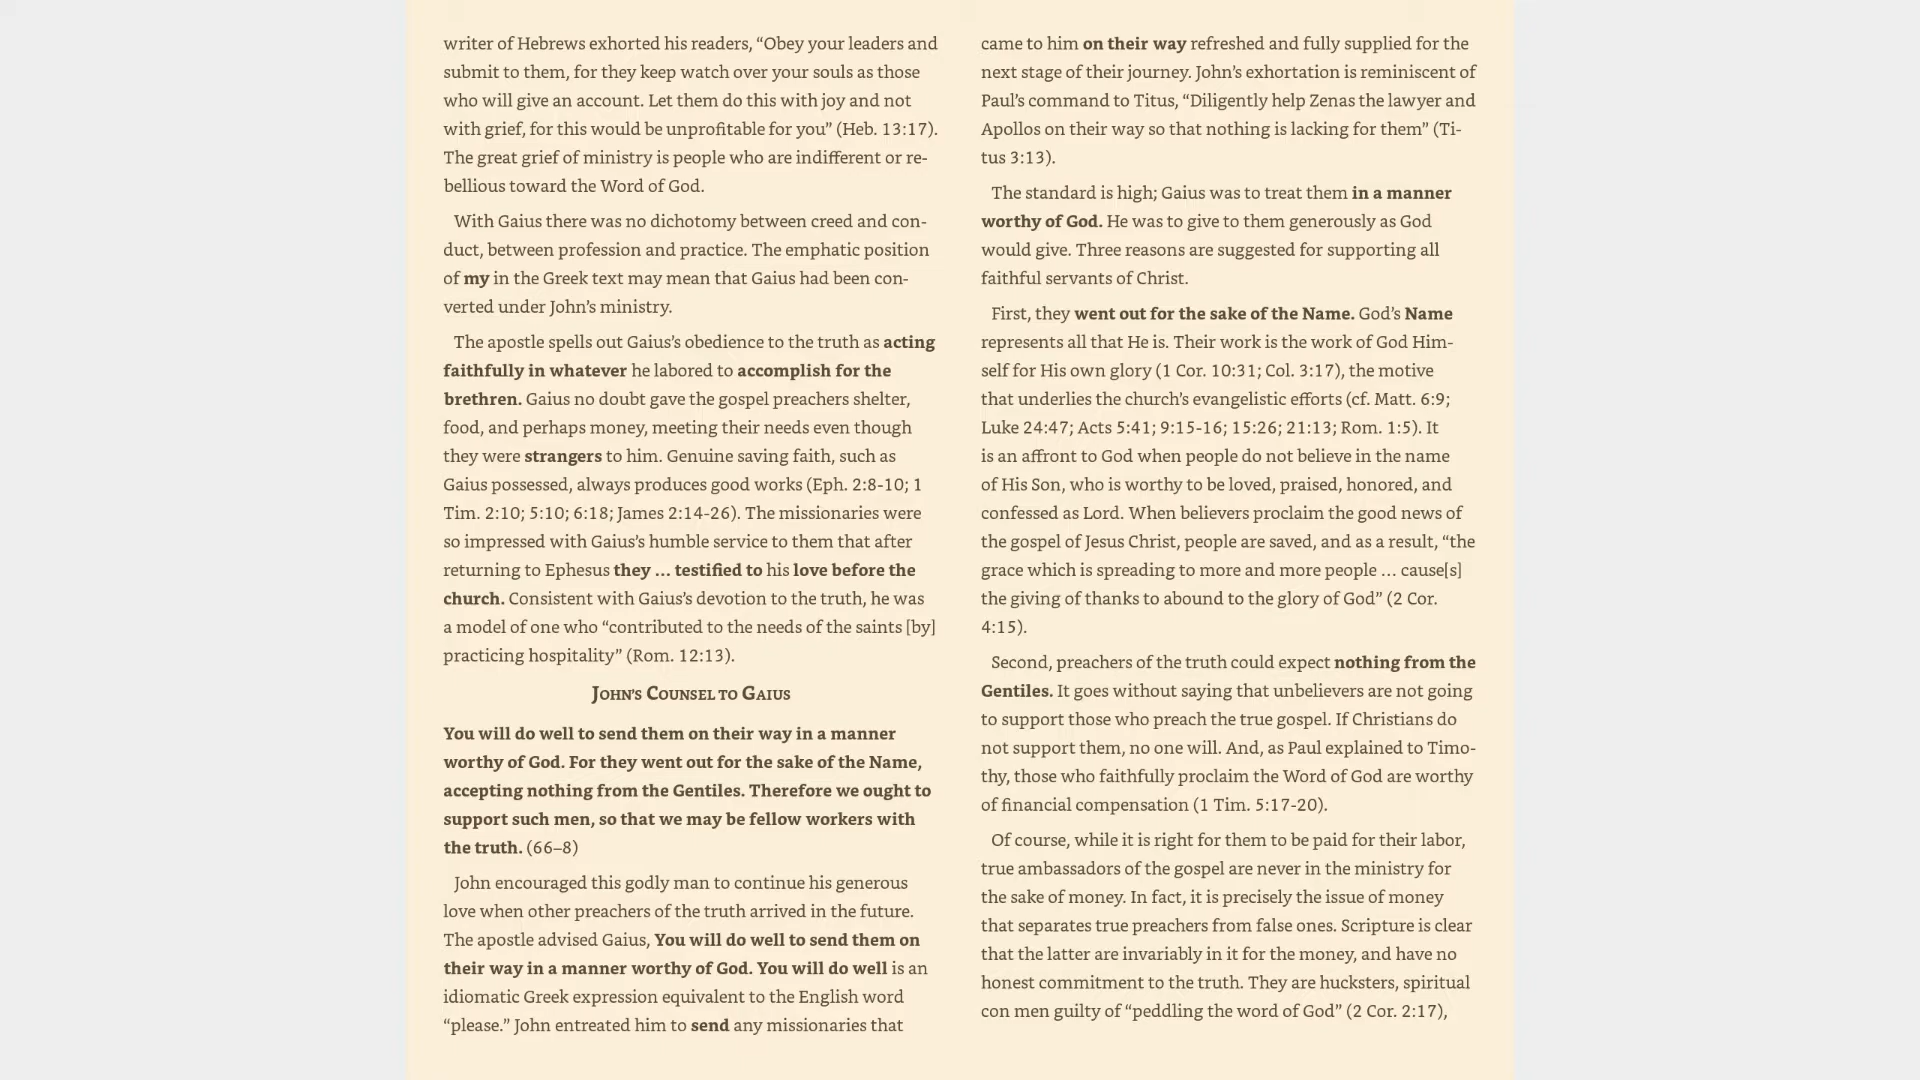 writer of Hebrews exhorted his readers, “Obey your leaders and
submit to them, for they keep watch over your souls as those
who will give an account. Let them do this with joy and not
with grief, for this would be unprofitable for you” (Heb. 13:17).
The great grief of ministry is people who are indifferent or re-
bellious toward the Word of God.
With Gaius there was no dichotomy between creed and con-
duct, between profession and practice. The emphatic position
of my in the Greek text may mean that Gaius had been con-
verted under John’s ministry.
The apostle spells out Gaius’s obedience to the truth as acting
faithfully in whatever he labored to accomplish for the
brethren. Gaius no doubt gave the gospel preachers shelter,
food, and perhaps money, meeting their needs even though
they were strangers to him. Genuine saving faith, such as
Gaius possessed, always produces good works (Eph. 2:8-10; 1
Tim. 2:10; 5:10; 6:18; James 2:14-26). The missionaries were
so impressed with Gaius’s humble service to them that after
returning to Ephesus they … testified to his love before the
church. Consistent with Gaius’s devotion to the truth, he was
a model of one who “contributed to the needs of the saints [by]
practicing hospitality” (Rom. 12:13).
John’s Counsel to Gaius
You will do well to send them on their way in a manner
worthy of God. For they went out for the sake of the Name,
accepting nothing from the Gentiles. Therefore we ought to
support such men, so that we may be fellow workers with
the truth. (66–8)
John encouraged this godly man to continue his generous
love when other preachers of the truth arrived in the future.
The apostle advised Gaius, You will do well to send them on
their way in a manner worthy of God. You will do well is an
idiomatic Greek expression equivalent to the English word
“please.” John entreated him to send any missionaries that
came to him on their way refreshed and fully supplied for the
next stage of their journey. John’s exhortation is reminiscent of
Paul’s command to Titus, “Diligently help Zenas the lawyer and
Apollos on their way so that nothing is lacking for them” (Ti-
tus 3:13).
The standard is high; Gaius was to treat them in a manner
worthy of God. He was to give to them generously as God
would give. Three reasons are suggested for supporting all
faithful servants of Christ.
First, they went out for the sake of the Name. God’s Name
represents all that He is. Their work is the work of God Him-
self for His own glory (1 Cor. 10:31; Col. 3:17), the motive
that underlies the church’s evangelistic efforts (cf. Matt. 6:9;
Luke 24:47; Acts 5:41; 9:15-16; 15:26; 21:13; Rom. 1:5). It
is an affront to God when people do not believe in the name
of His Son, who is worthy to be loved, praised, honored, and
confessed as Lord. When believers proclaim the good news of
the gospel of Jesus Christ, people are saved, and as a result, “the
grace which is spreading to more and more people … cause[s]
the giving of thanks to abound to the glory of God” (2 Cor.
4:15).
Second, preachers of the truth could expect nothing from the
Gentiles. It goes without saying that unbelievers are not going
to support those who preach the true gospel. If Christians do
not support them, no one will. And, as Paul explained to Timo-
thy, those who faithfully proclaim the Word of God are worthy
of financial compensation (1 Tim. 5:17-20).
Of course, while it is right for them to be paid for their labor,
true ambassadors of the gospel are never in the ministry for
the sake of money. In fact, it is precisely the issue of money
that separates true preachers from false ones. Scripture is clear
that the latter are invariably in it for the money, and have no
honest commitment to the truth. They are hucksters, spiritual
con men guilty of “peddling the word of God” (2 Cor. 2:17),